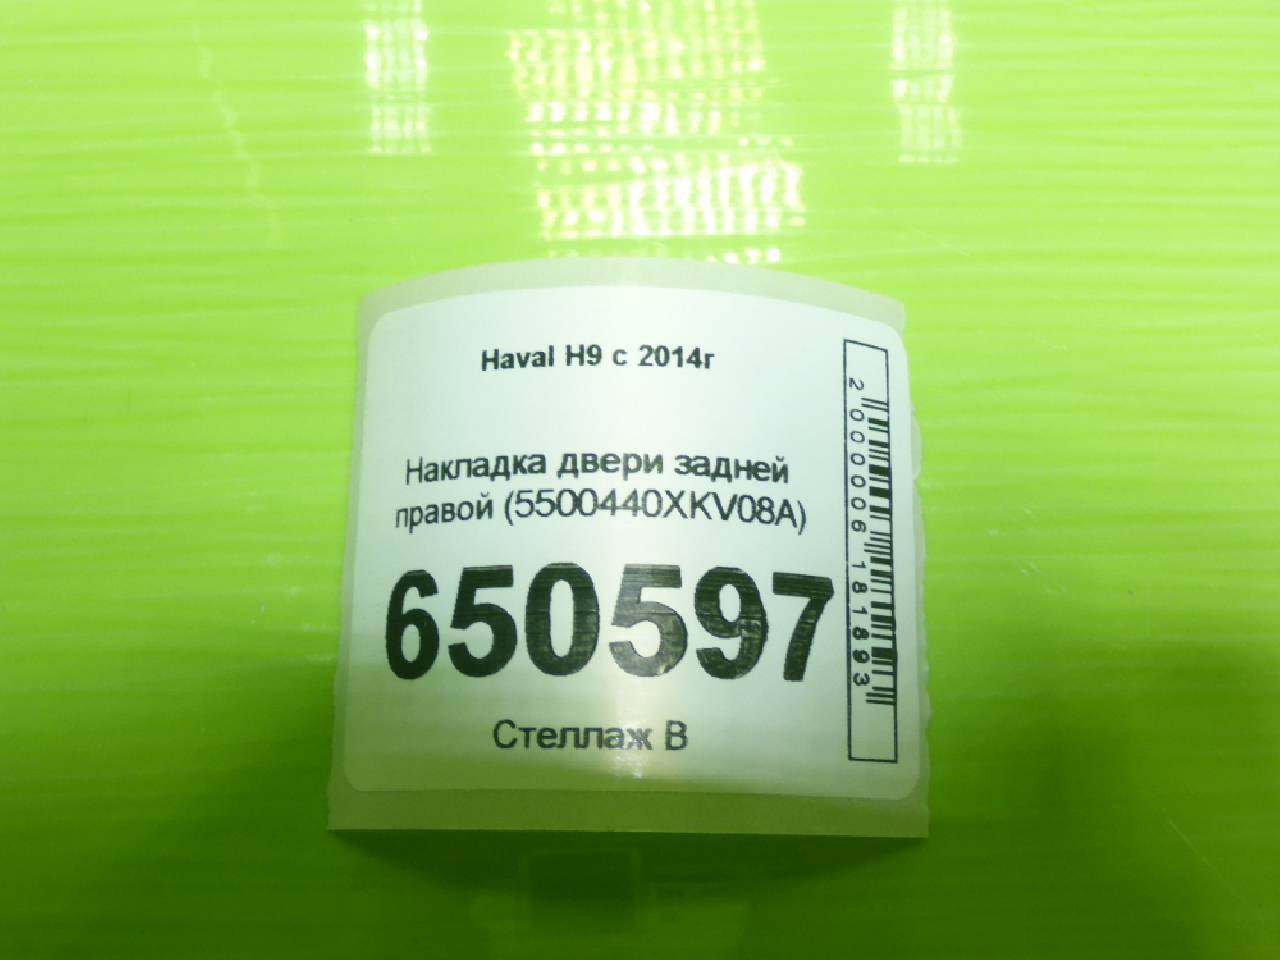 Haval H9 с 2014г
Накладка двери задней
правой (5500440XKV08A)
650597
Стеллаж В
2000006181893